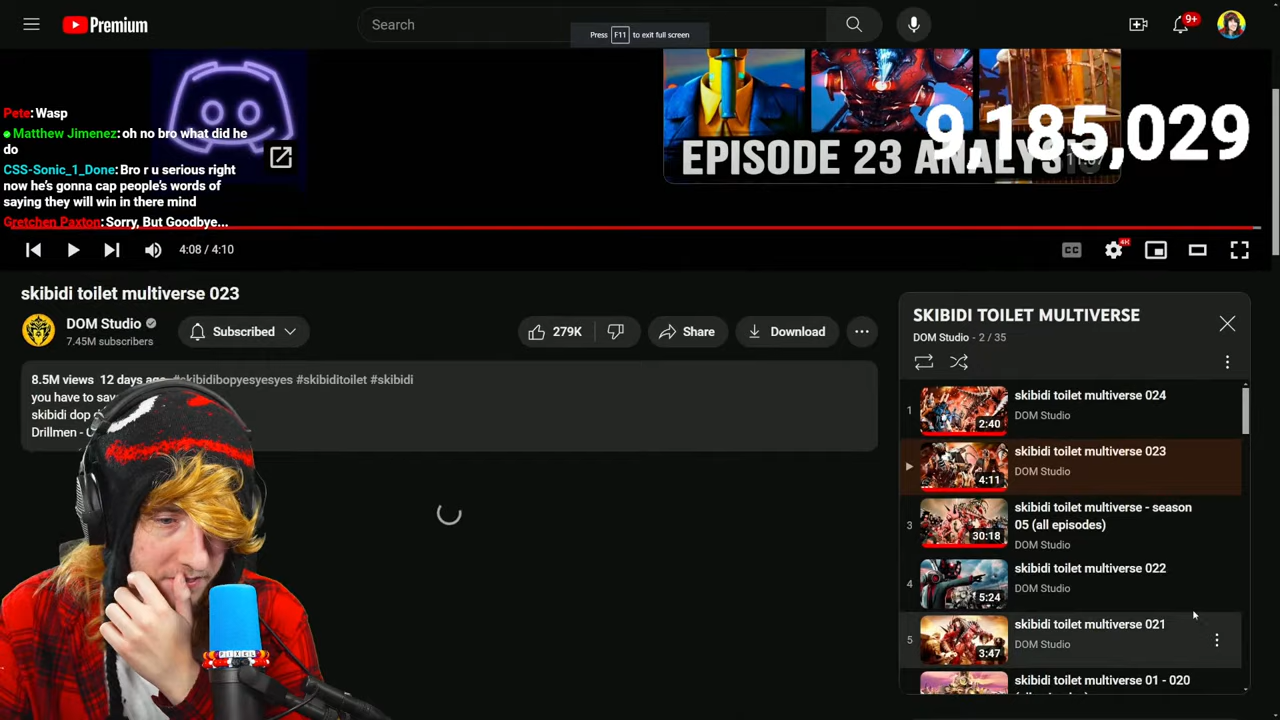 Premium
Search
Press F11 to exit full screen
9+
Pete: Wasp
Matthew Jimenez: oh no bro what did he
do
CSS-Sonic_1_Done: Bro r u serious right
now he's gonna cap people's words of
saying they will win in there mind
Gretchen Paxton: Sorry, But Goodbye...
9,185,029
EPISODE 23 ANALYSI
4:08 / 4:10
CC
4K
skibidi toilet multiverse 023
DOM Studio
7.45M subscribers
Subscribed
279K
Share
Download
8.5M views 12 days ago #skibidibopyesyesyes #skibiditoilet #skibidi
you have to sav
skibidi dop
Drillmen -
SKIBIDI TOILET MULTIVERSE
DOM Studio - 2 / 35
1
2:40
skibidi toilet multiverse 024
DOM Studio
4:11
skibidi toilet multiverse 023
DOM Studio
3
30:18
skibidi toilet multiverse - season
05 (all episodes)
DOM Studio
4
5:24
skibidi toilet multiverse 022
DOM Studio
5
3:47
skibidi toilet multiverse 021
DOM Studio
skibidi toilet multiverse 01 - 020